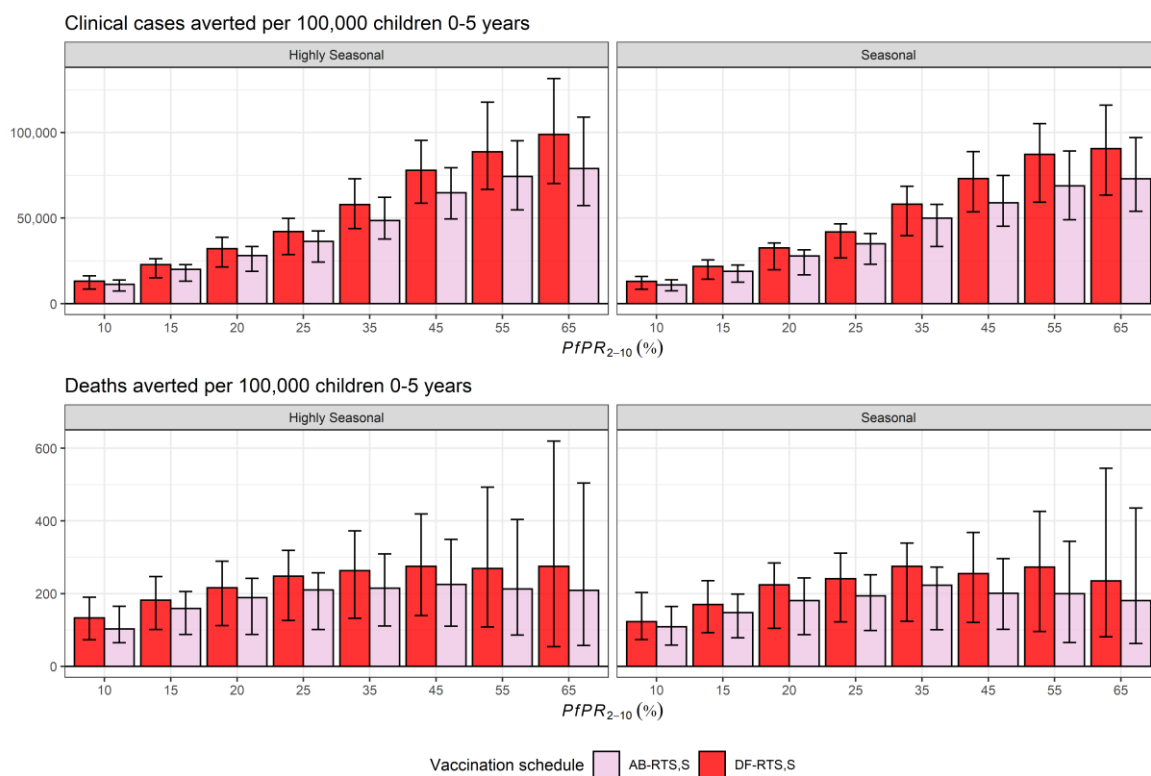 Clinical cases averted per 100,000 children 0-5 years
Highly Seasonal
Seasonal
100,000
50,000
0
10 15 20 25 35 45 55 65
10 15 20 25 35 45 55 65
PfPR2–10 (%)
PfPR2–10 (%)
Deaths averted per 100,000 children 0-5 years
Highly Seasonal
Seasonal
600
400
200
0
10 15 20 25 35 45 55 65
10 15 20 25 35 45 55 65
PfPR2–10 (%)
PfPR2–10 (%)
Vaccination schedule AB-RTS,S DF-RTS,S